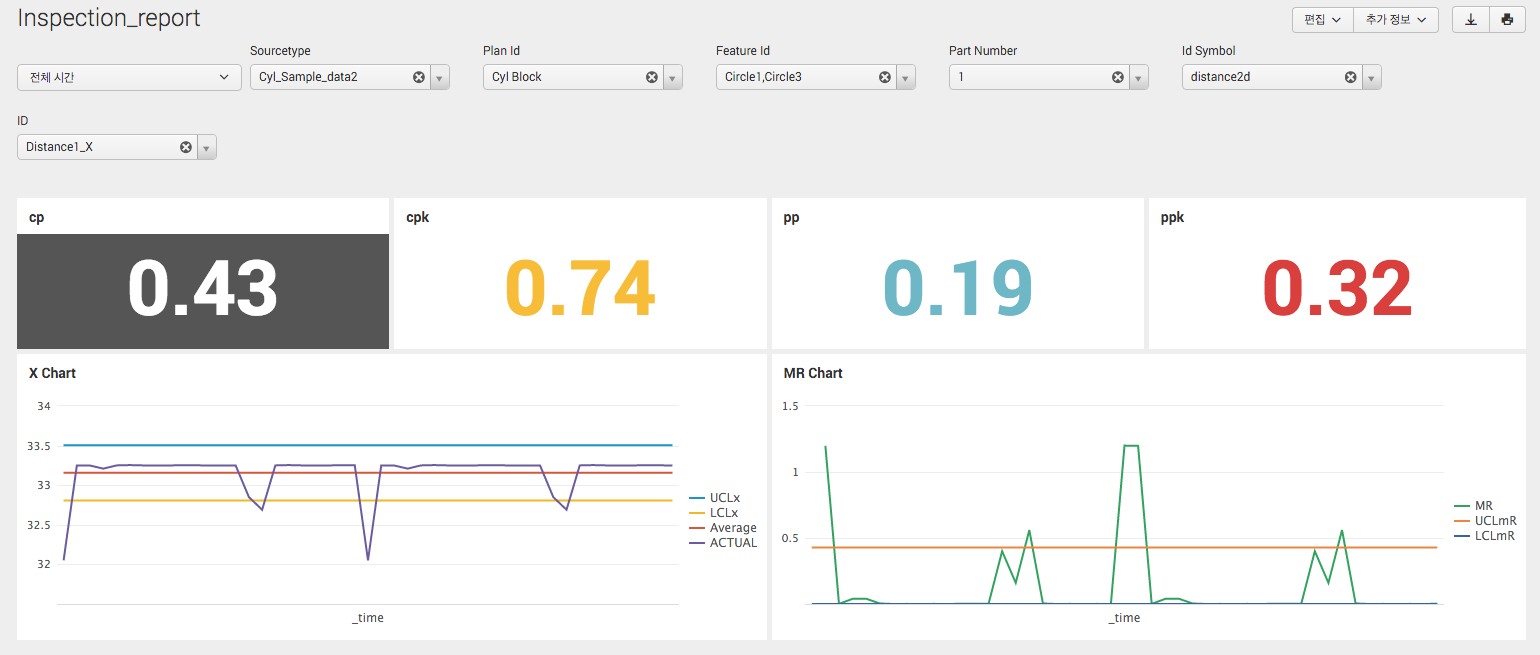 Inspection_report
편집 추가 정보
Sourcetype Plan Id Feature Id Part Number Id Symbol
전체 시간 Cyl_Sample_data2 Cyl Block Circle1,Circle3 1 distance2d
ID
Distance1_X
cp cpk pp ppk
0.43 0.74 0.19 0.32
X Chart
34
33.5
33
32.5
32
_time
UCLx
LCLx
Average
ACTUAL
MR Chart
1.5
1
0.5
_time
MR
UCLmR
LCLmR